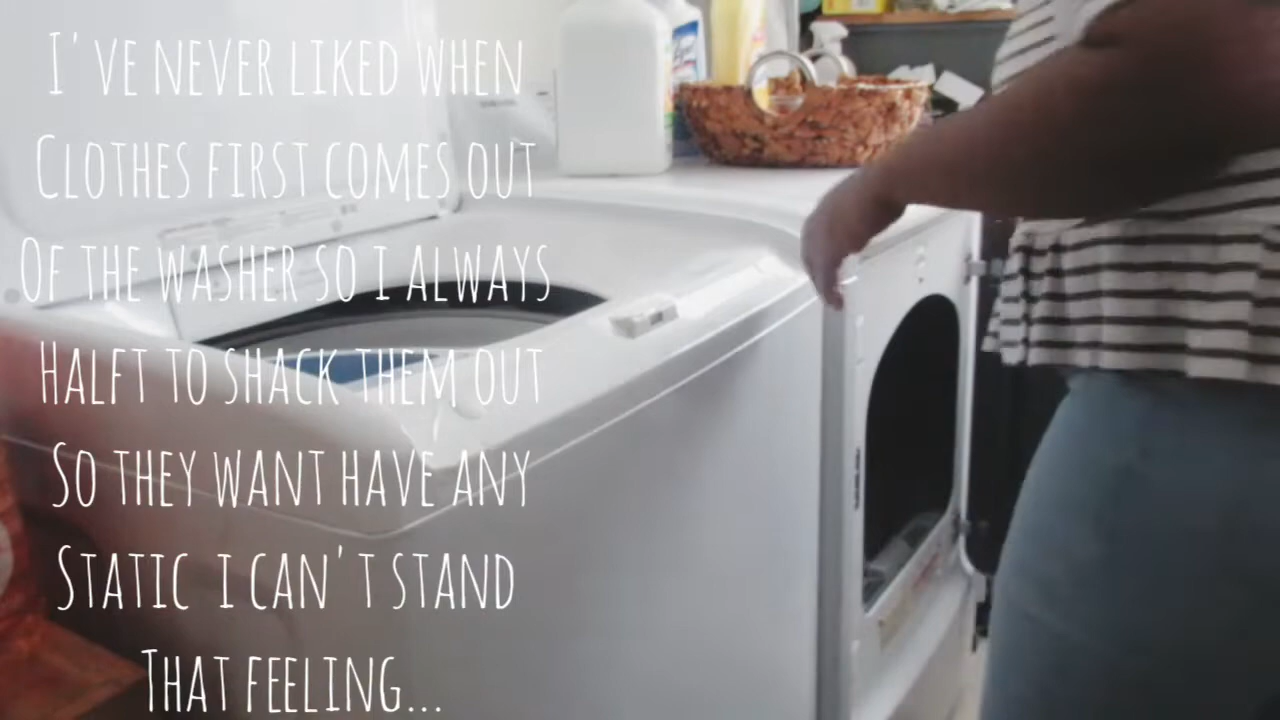 I've never liked when
Clothes first comes out
Of the washer so i always
Halft to shack them out
So they want have any
Static i can't stand
That feeling...